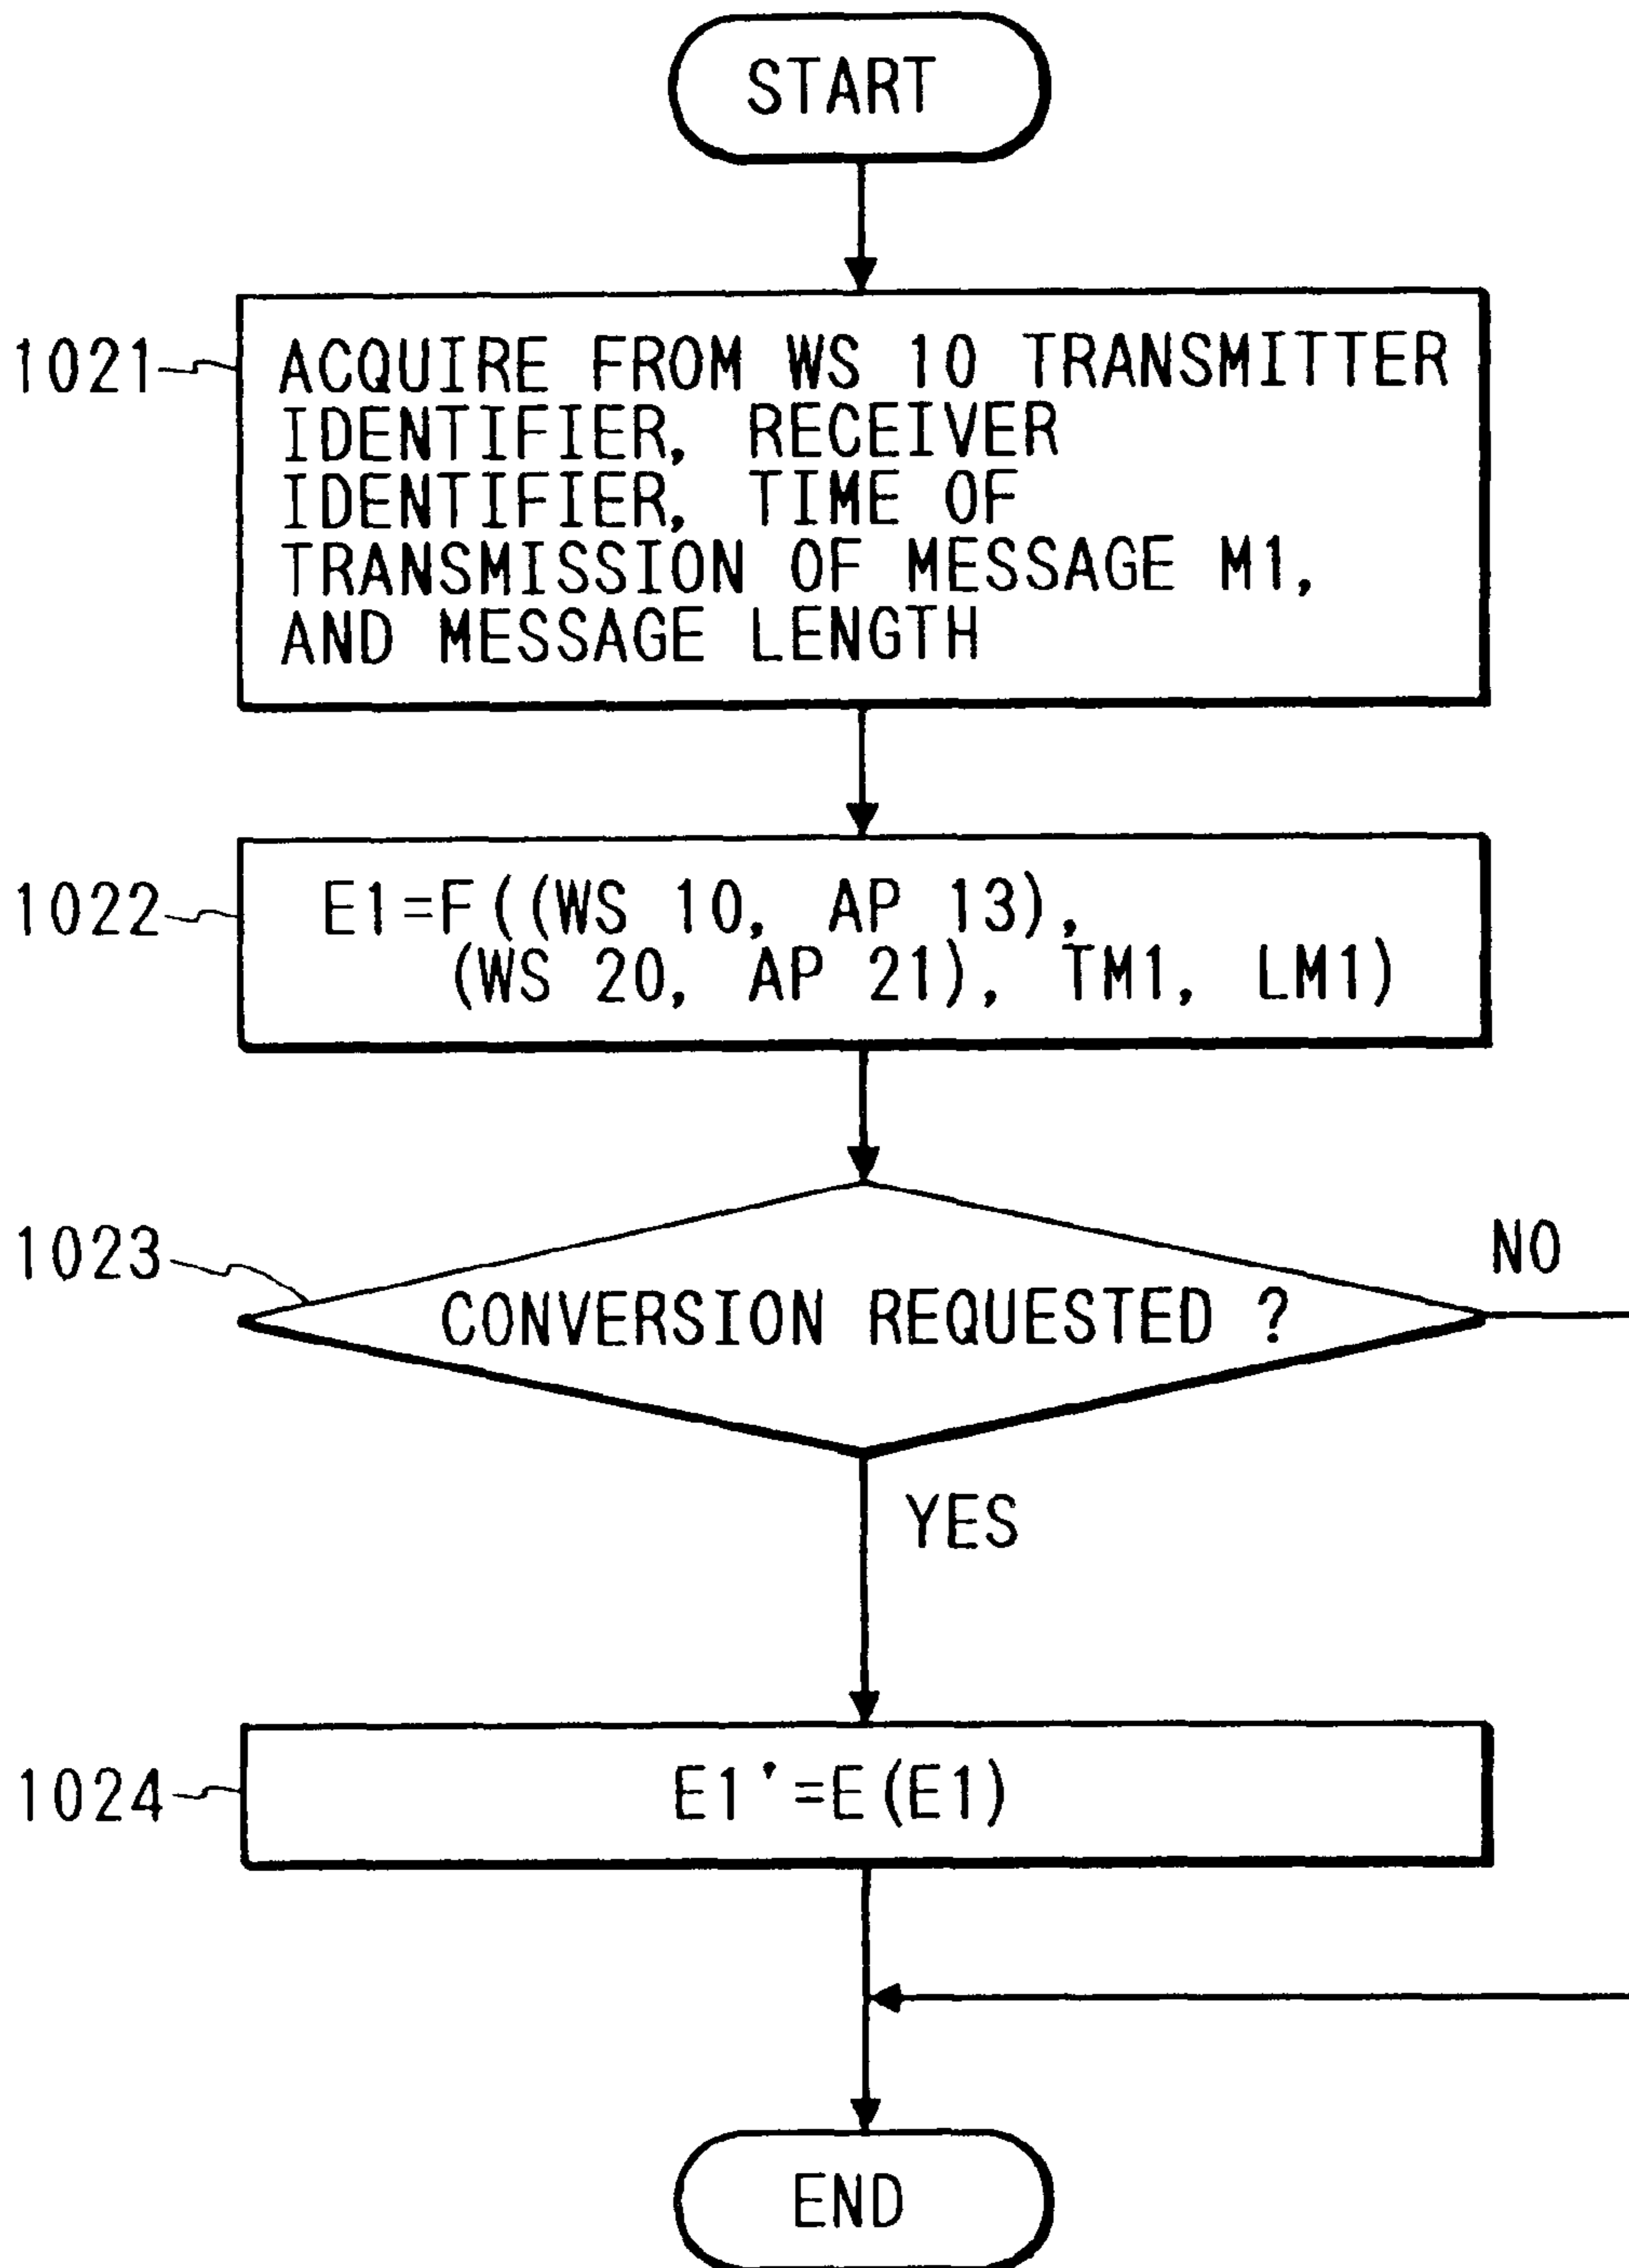 START
1021
ACQUIRE FROM WS 10 TRANSMITTER
IDENTIFIER, RECEIVER
IDENTIFIER, TIME OF
TRANSMISSION OF MESSAGE M1,
AND MESSAGE LENGTH
1022
E1=F((WS 10, AP 13),
(WS 20, AP 21), TM1, LM1)
1023
CONVERSION REQUESTED ?
NO
YES
1024
E1'=E(E1)
END